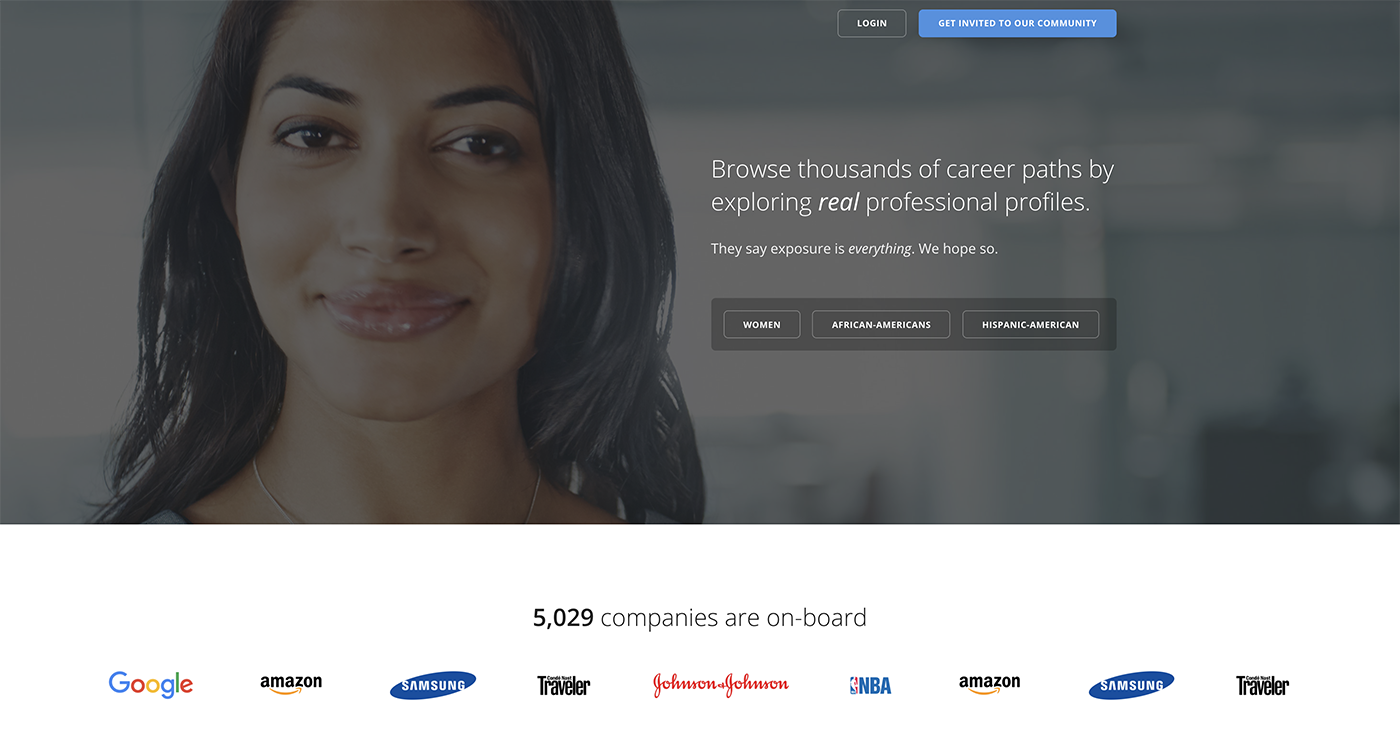 LOGIN
GET INVITED TO OUR COMMUNITY
Browse thousands of career paths by
exploring real professional profiles.
They say exposure is everything. We hope so.
WOMEN
AFRICAN-AMERICANS
HISPANIC-AMERICAN
5,029 companies are on-board
Google
amazon
SAMSUNG
Condé Nast
Traveler
Johnson & Johnson
NBA
amazon
SAMSUNG
Condé Nast
Traveler